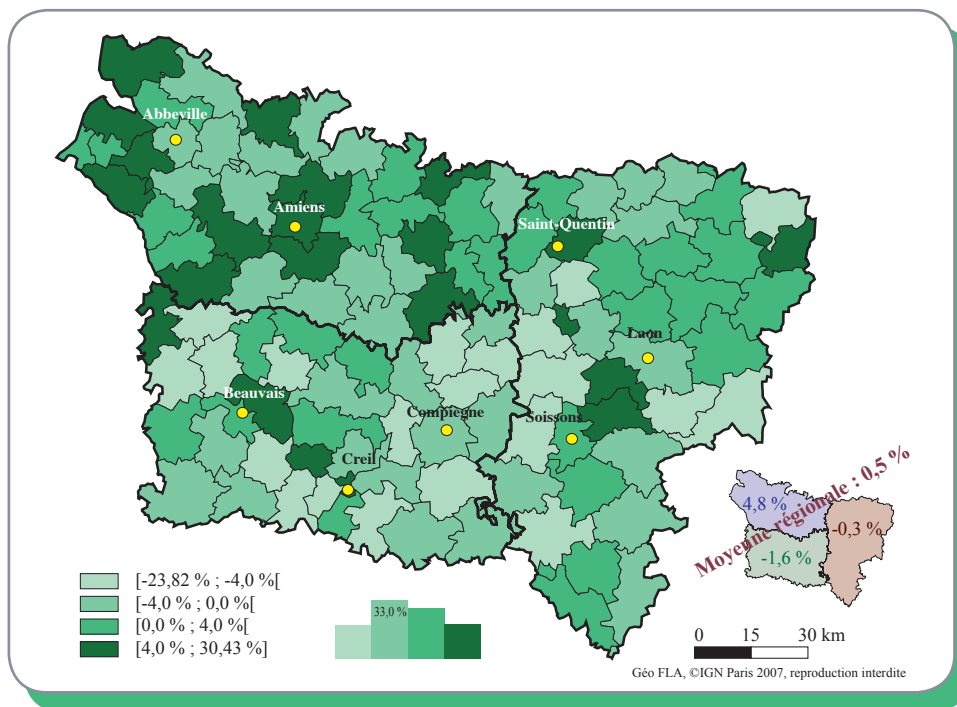 Abbeville
Amiens
Saint-Quentin
Laon
Beauvais
Compiègne
Soissons
Creil
Moyenne régionale : 0,5 %
4,8 %
-0,3 %
-1,6 %
[-23,82 % ; -4,0 %[
[-4,0 % ; 0,0 %[
[0,0 % ; 4,0 %[
[4,0 % ; 30,43 %]
33,0 %
0 15 30 km
Géo FLA, ©IGN Paris 2007, reproduction interdite